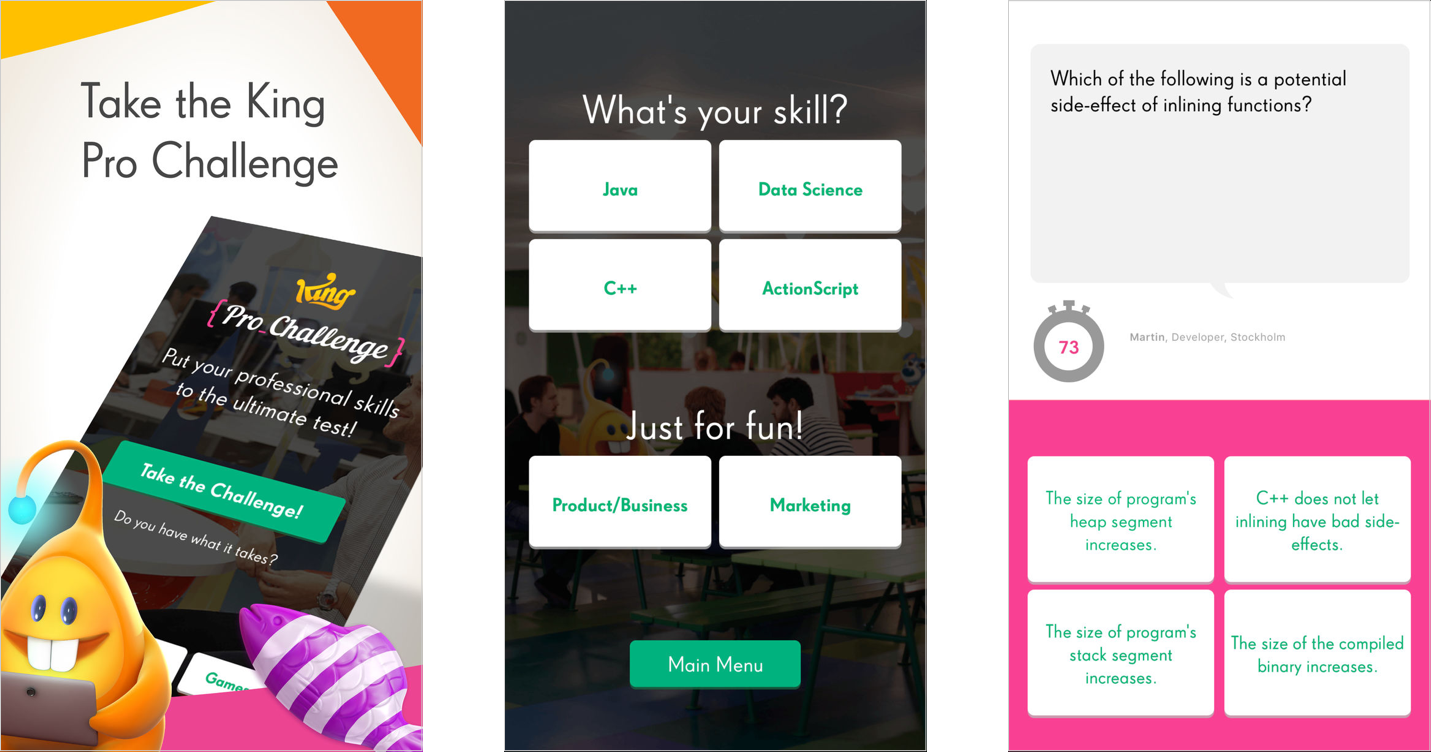 Take the King
Pro Challenge
King
{ Pro_Challenge }
Put your professional skills
to the ultimate test!
Take the Challenge!
Do you have what it takes?
What's your skill?
Java
Data Science
C++
ActionScript
Just for fun!
Product/Business
Marketing
Main Menu
Which of the following is a potential
side-effect of inlining functions?
73
Martin, Developer, Stockholm
The size of program's
heap segment
increases.
C++ does not let
inlining have bad side-
effects.
The size of program's
stack segment
increases.
The size of the compiled
binary increases.